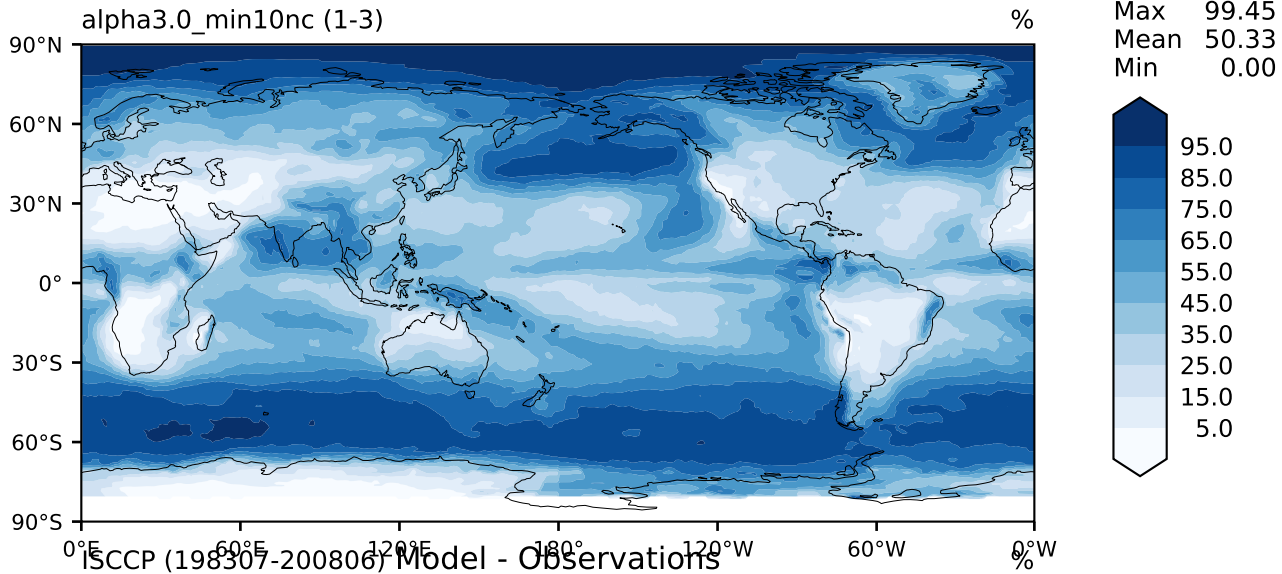 alpha3.0_min10nc (1-3) %
Max 99.45
Mean 50.33
Min 0.00
90°N
60°N
30°N
0°
30°S
60°S
90°S
0°E 60°E 120°E 180° 120°W 60°W 0°W
ISCCP (198307-200806) Model - Observations %
95.0
85.0
75.0
65.0
55.0
45.0
35.0
25.0
15.0
5.0